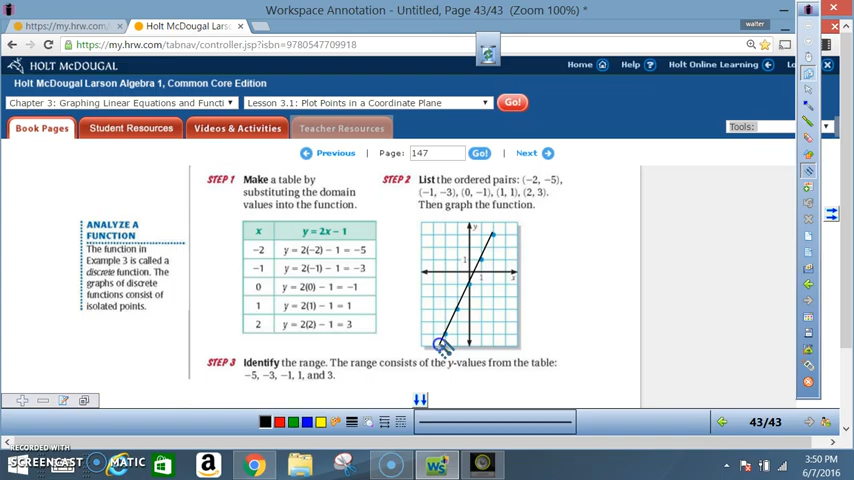 Workspace Annotation - Untitled, Page 43/43 (Zoom 100%) *
https://my.hrw.com/tabnav
Holt McDougal Larson Alg
walter
https://my.hrw.com/tabnav/controller.jsp?isbn=9780547709918
HOLT McDOUGAL
Home
Help
Holt Online Learning
Lo
Holt McDougal Larson Algebra 1, Common Core Edition
Chapter 3: Graphing Linear Equations and Functi
Lesson 3.1: Plot Points in a Coordinate Plane
Go!
Book Pages
Student Resources
Videos & Activities
Teacher Resources
Tools:
Previous
Page:
147
Go!
Next
ANALYZE A
FUNCTION
The function in
Example 3 is called a
discrete function. The
graphs of discrete
functions consist of
isolated points.
STEP 1 Make a table by
substituting the domain
values into the function.
x y = 2x − 1
−2 y = 2(−2) − 1 = −5
−1 y = 2(−1) − 1 = −3
0 y = 2(0) − 1 = −1
1 y = 2(1) − 1 = 1
2 y = 2(2) − 1 = 3
STEP 2 List the ordered pairs: (−2, −5),
(−1, −3), (0, −1), (1, 1), (2, 3).
Then graph the function.
y
1
1
x
STEP 3 Identify the range. The range consists of the y-values from the table:
−5, −3, −1, 1, and 3.
43/43
RECORDED WITH
SCREENCAST MATIC
3:50 PM
6/7/2016